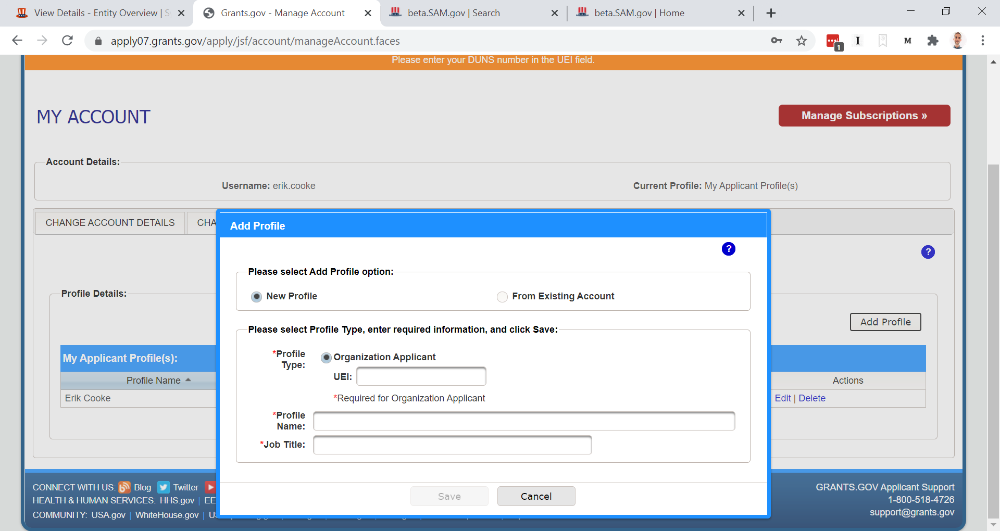 View Details - Entity Overview | S
Grants.gov - Manage Account
beta.SAM.gov | Search
beta.SAM.gov | Home
apply07.grants.gov/apply/jsf/account/manageAccount.faces
1
I
M
Please enter your DUNS number in the UEI field.
MY ACCOUNT
Manage Subscriptions »
Account Details:
Username: erik.cooke
Current Profile: My Applicant Profile(s)
CHANGE ACCOUNT DETAILS
CHA
Add Profile
?
?
Please select Add Profile option:
New Profile
From Existing Account
Profile Details:
Add Profile
Please select Profile Type, enter required information, and click Save:
*Profile Type:
Organization Applicant
UEI:
*Required for Organization Applicant
*Profile Name:
*Job Title:
My Applicant Profile(s):
Profile Name
Actions
Erik Cooke
Edit | Delete
Save
Cancel
CONNECT WITH US: Blog Twitter
HEALTH & HUMAN SERVICES: HHS.gov | EE
COMMUNITY: USA.gov | WhiteHouse.gov | US
GRANTS.GOV Applicant Support
1-800-518-4726
support@grants.gov